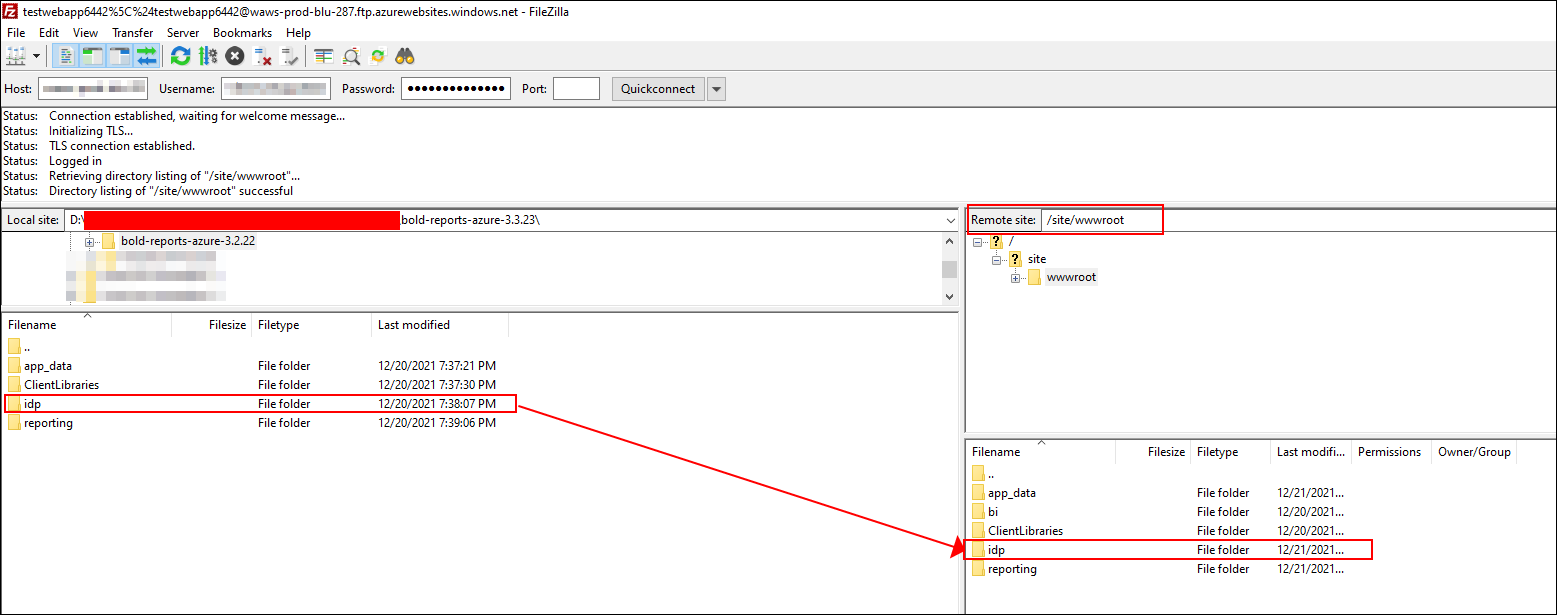 testwebapp6442%5C%24testwebapp6442@waws-prod-blu-287.ftp.azurewebsites.windows.net - FileZilla
File Edit View Transfer Server Bookmarks Help
Host: Username: Password: ●●●●●●●●●●●●●● Port: Quickconnect
Status: Connection established, waiting for welcome message...
Status: Initializing TLS...
Status: TLS connection established.
Status: Logged in
Status: Retrieving directory listing of "/site/wwwroot"...
Status: Directory listing of "/site/wwwroot" successful
Local site: D:\ bold-reports-azure-3.3.23\
bold-reports-azure-3.2.22
Filename Filesize Filetype Last modified
..
app_data File folder 12/20/2021 7:37:21 PM
ClientLibraries File folder 12/20/2021 7:37:30 PM
idp File folder 12/20/2021 7:38:07 PM
reporting File folder 12/20/2021 7:39:06 PM
Remote site: /site/wwwroot
? /
? site
wwwroot
Filename Filesize Filetype Last modifi... Permissions Owner/Group
..
app_data File folder 12/21/2021...
bi File folder 12/20/2021...
ClientLibraries File folder 12/20/2021...
idp File folder 12/21/2021...
reporting File folder 12/21/2021...